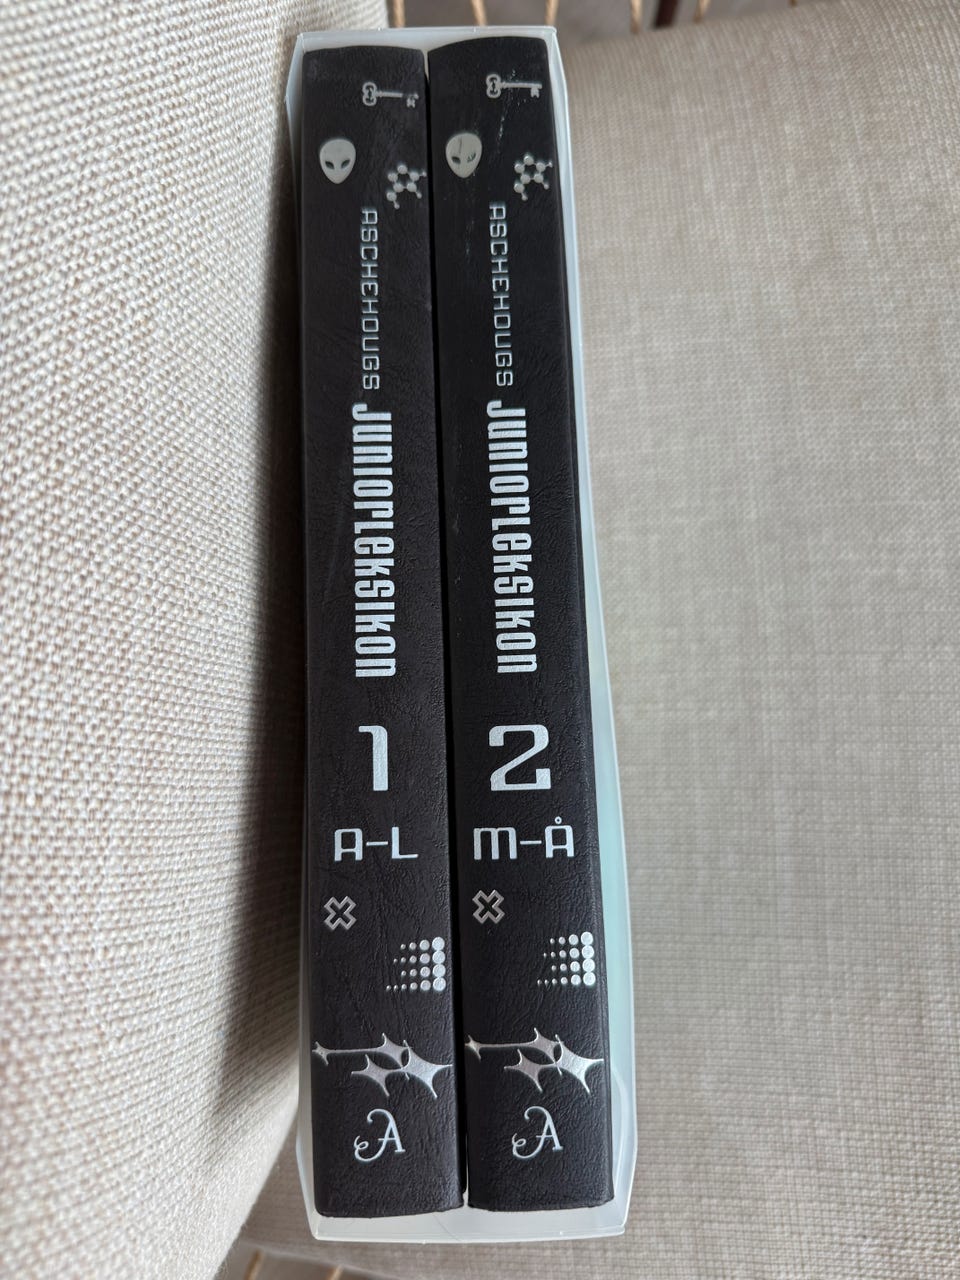 ASCHEHOUGS JUNIORLEKSIKON
1
A-L
A
ASCHEHOUGS JUNIORLEKSIKON
2
M-Å
A